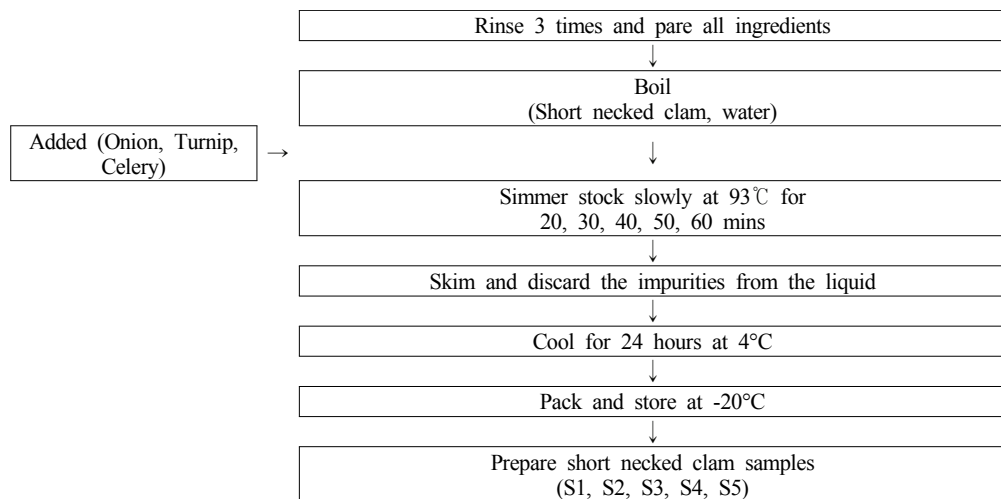 Rinse 3 times and pare all ingredients
↓
Boil
(Short necked clam, water)
Added (Onion, Turnip,
Celery)
→
↓
Simmer stock slowly at 93℃ for
20, 30, 40, 50, 60 mins
↓
Skim and discard the impurities from the liquid
↓
Cool for 24 hours at 4°C
↓
Pack and store at -20°C
↓
Prepare short necked clam samples
(S1, S2, S3, S4, S5)